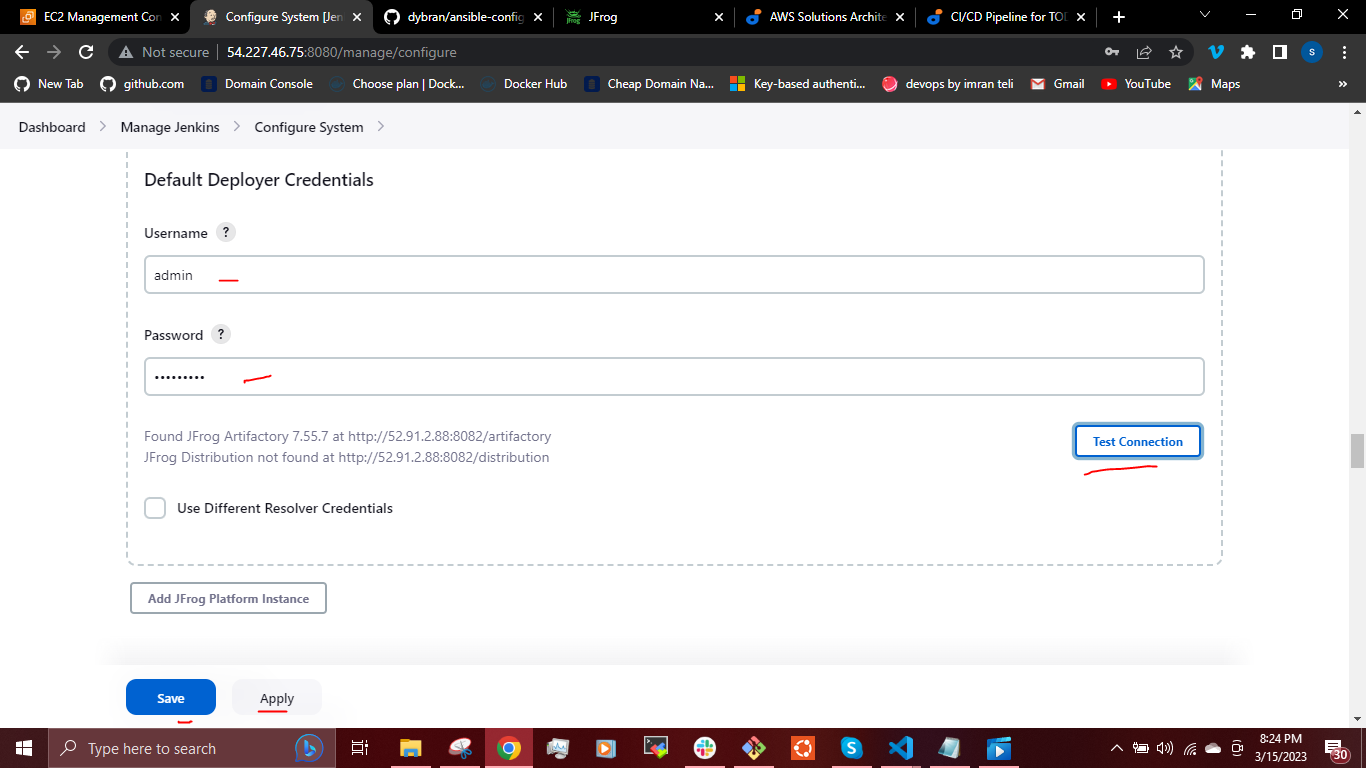 EC2 Management Con
Configure System [Jen
dybran/ansible-config
JFrog
JFrog
AWS Solutions Archite
CI/CD Pipeline for TOD
Not secure
54.227.46.75:8080/manage/configure
s
New Tab
github.com
Domain Console
Choose plan | Dock...
Docker Hub
Cheap Domain Na...
Key-based authenti...
devops by imran teli
Gmail
YouTube
Maps
»
Dashboard
Manage Jenkins
Configure System
Default Deployer Credentials
Username ?
admin
Password ?
•••••••••
Found JFrog Artifactory 7.55.7 at http://52.91.2.88:8082/artifactory
JFrog Distribution not found at http://52.91.2.88:8082/distribution
Test Connection
Use Different Resolver Credentials
Add JFrog Platform Instance
Save
Apply
Type here to search
8:24 PM
3/15/2023
30